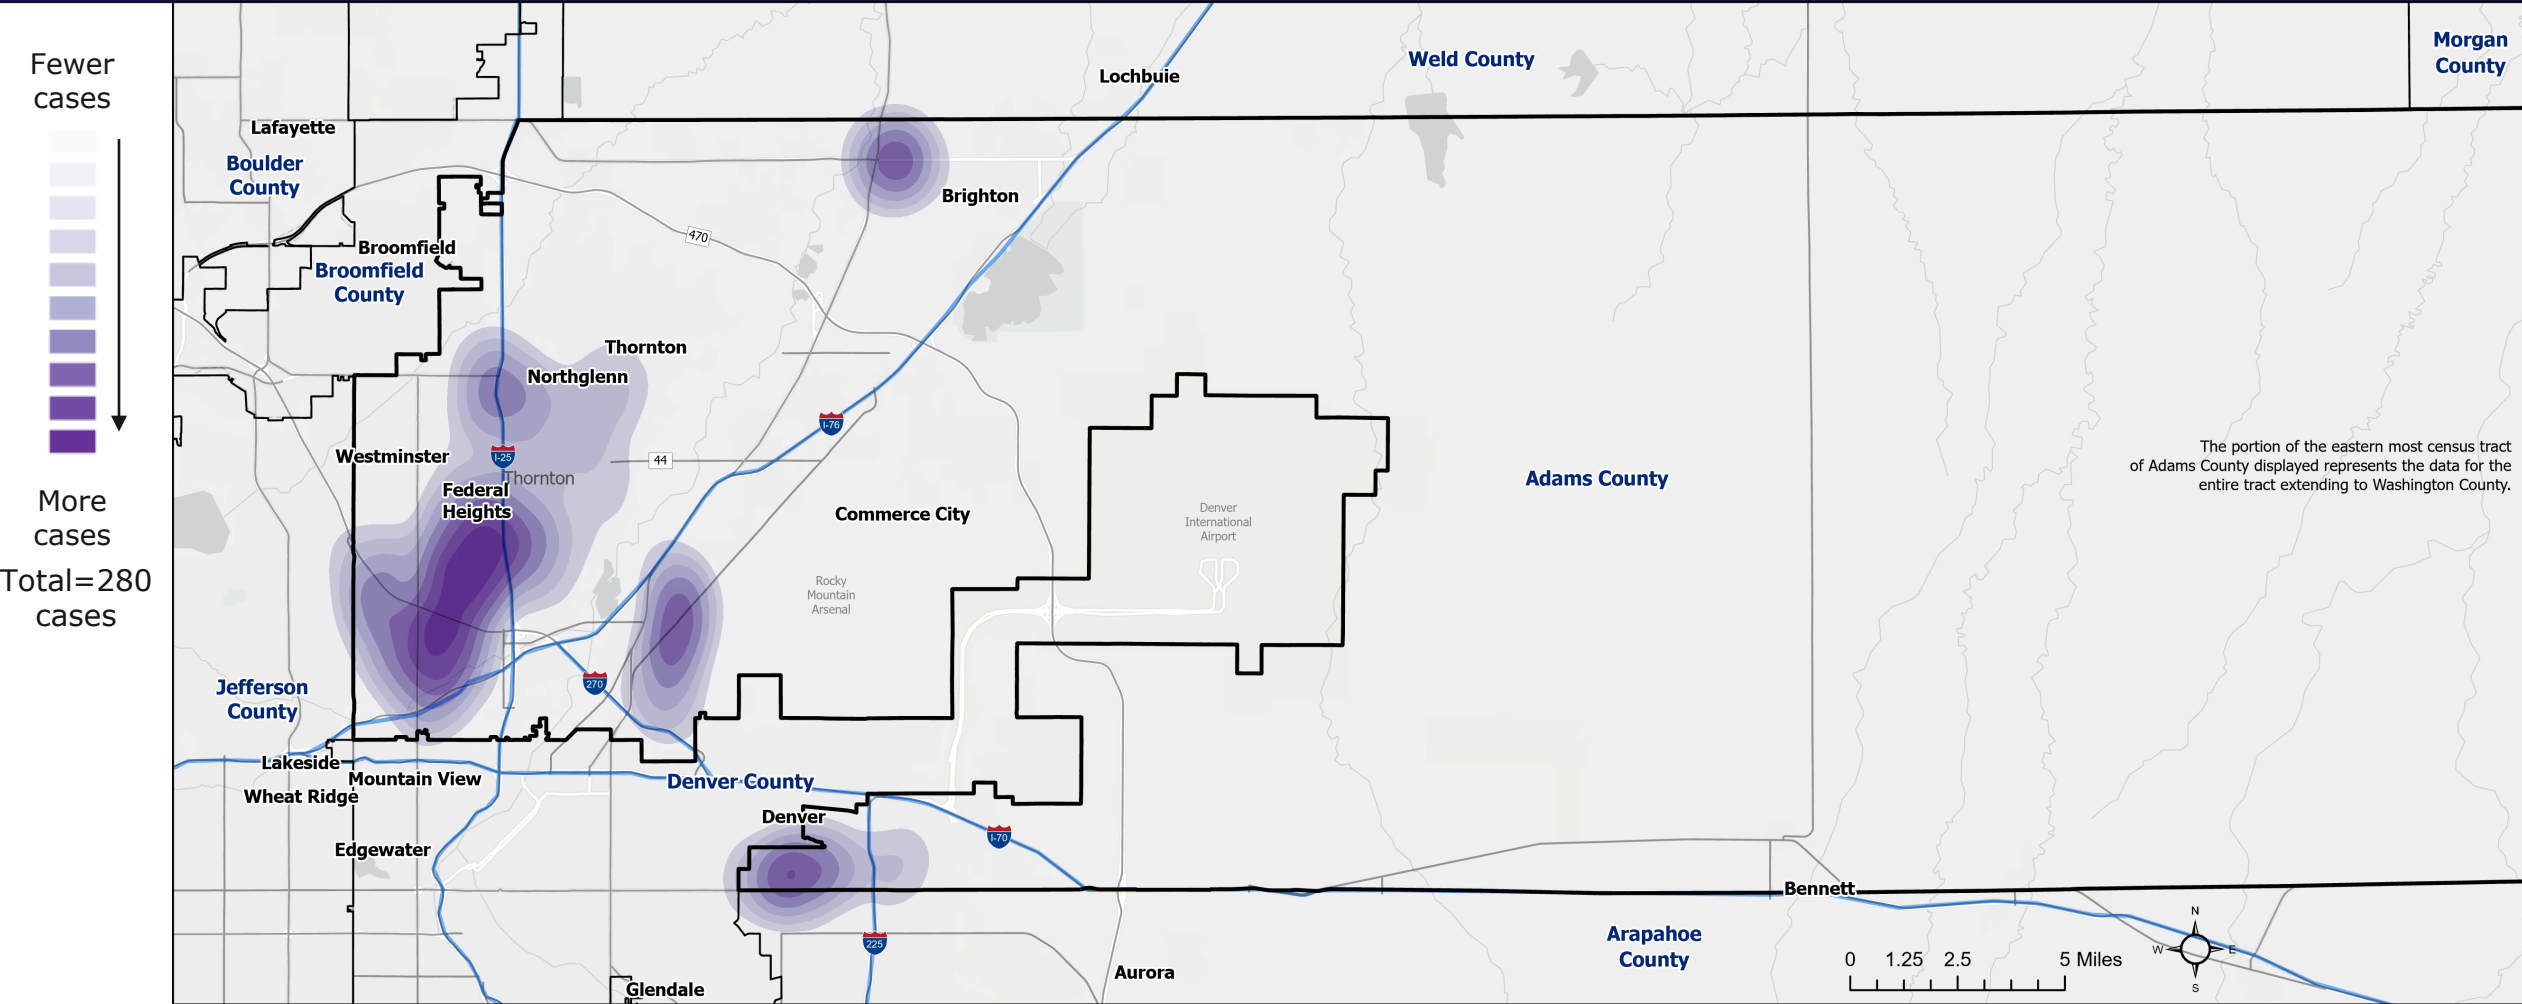 Fewer
cases
More
cases
Total=280
cases
Lochbuie
Weld County
Morgan
County
Lafayette
Boulder
County
Brighton
470
Broomfield
Broomfield
County
Thornton
Northglenn
I-76
Westminster
I-25
44
Thornton
Federal
Heights
Commerce City
Denver
International
Airport
Adams County
The portion of the eastern most census tract
of Adams County displayed represents the data for the
entire tract extending to Washington County.
Rocky
Mountain
Arsenal
270
Jefferson
County
Lakeside
Mountain View
Wheat Ridge
Denver County
Denver
I-70
Edgewater
Bennett
225
Arapahoe
County
Aurora
Glendale
0 1.25 2.5 5 Miles
N
W E
S